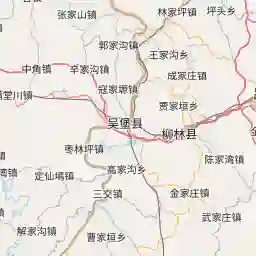 张家山镇
林家坪镇
坪头乡
郭家沟镇
王家沟乡
中角镇
辛家沟镇
成家庄镇
寇家塬镇
堂川镇
贾家垣乡
吴堡县
柳林县
枣林坪镇
陈家湾镇
高家沟乡
定仙墕镇
三交镇
金家庄镇
武家庄镇
解家沟镇
曹家垣乡